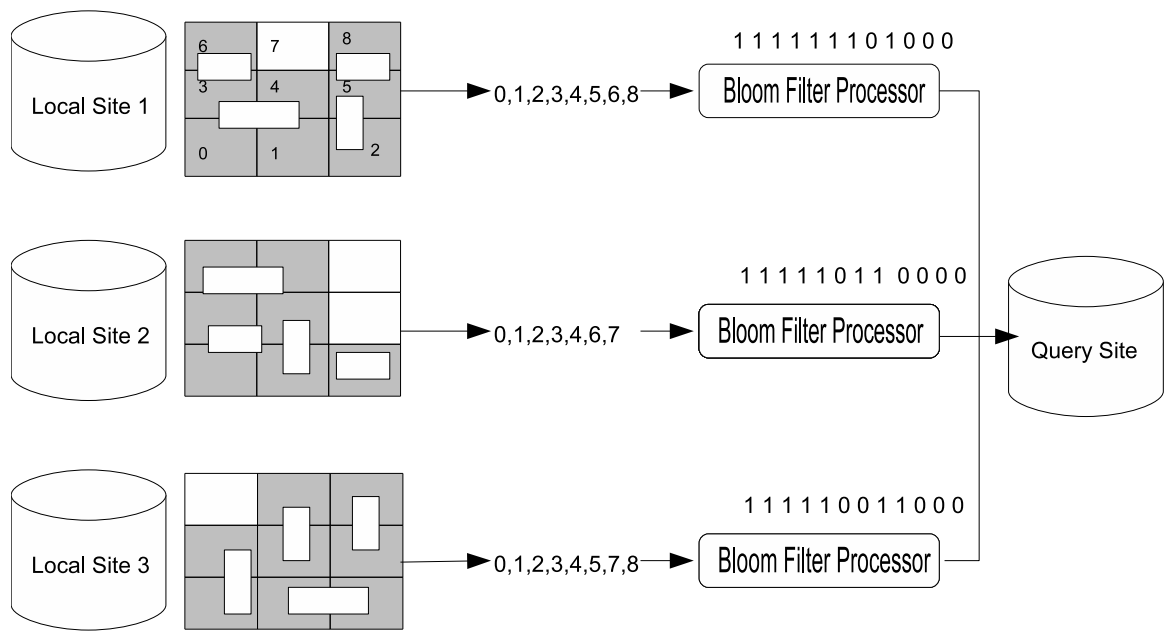 Local Site 1
6
7
8
3
4
5
0
1
2
0,1,2,3,4,5,6,8
1 1 1 1 1 1 1 0 1 0 0 0
Bloom Filter Processor
Local Site 2
0,1,2,3,4,6,7
1 1 1 1 1 0 1 1 0 0 0 0
Bloom Filter Processor
Query Site
Local Site 3
0,1,2,3,4,5,7,8
1 1 1 1 1 1 0 0 1 1 0 0 0
Bloom Filter Processor